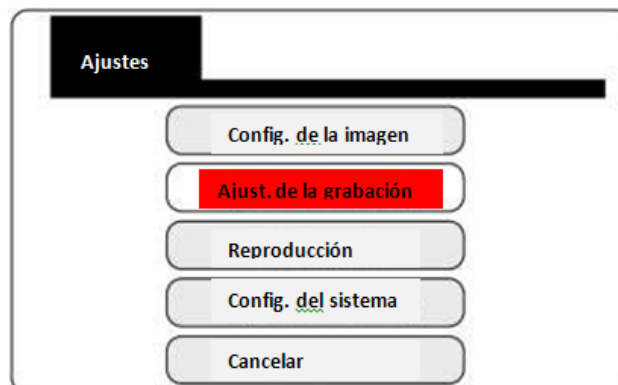 Ajustes
Config. de la imagen
Ajust. de la grabación
Reproducción
Config. del sistema
Cancelar